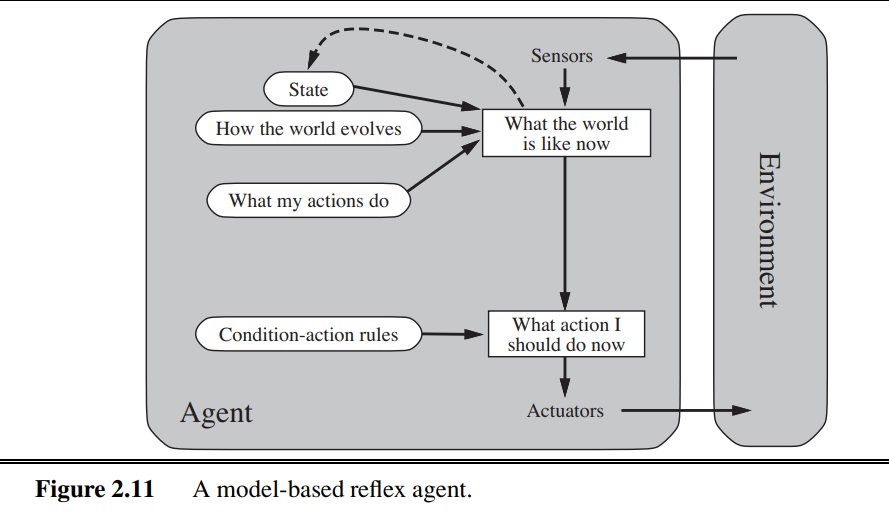 Sensors
State
What the world
is like now
How the world evolves
What my actions do
Environment
Condition-action rules
What action I
should do now
Agent
Actuators
Figure 2.11 A model-based reflex agent.